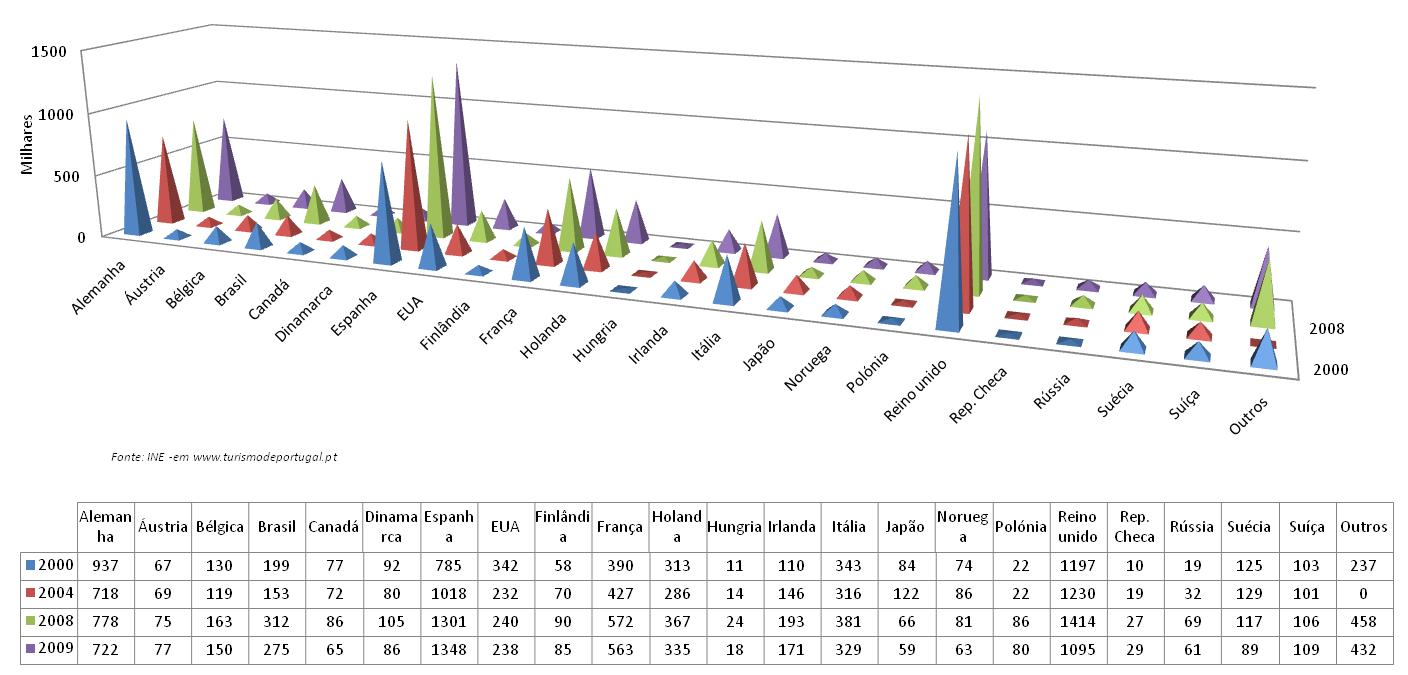 1500
1000
500
0
Milhares
Alemanha
Áustria
Bélgica
Brasil
Canadá
Dinamarca
Espanha
EUA
Finlândia
França
Holanda
Hungria
Irlanda
Itália
Japão
Noruega
Polónia
Reino unido
Rep. Checa
Rússia
Suécia
Suíça
Outros
2008
2000
Fonte: INE -em www.turismodeportugal.pt
Aleman ha Áustria Bélgica Brasil Canadá Dinama rca Espanh a EUA Finlândi a França Holand a Hungria Irlanda Itália Japão Norueg a Polónia Reino unido Rep. Checa Rússia Suécia Suíça Outros
2000 937 67 130 199 77 92 785 342 58 390 313 11 110 343 84 74 22 1197 10 19 125 103 237
2004 718 69 119 153 72 80 1018 232 70 427 286 14 146 316 122 86 22 1230 19 32 129 101 0
2008 778 75 163 312 86 105 1301 240 90 572 367 24 193 381 66 81 86 1414 27 69 117 106 458
2009 722 77 150 275 65 86 1348 238 85 563 335 18 171 329 59 63 80 1095 29 61 89 109 432